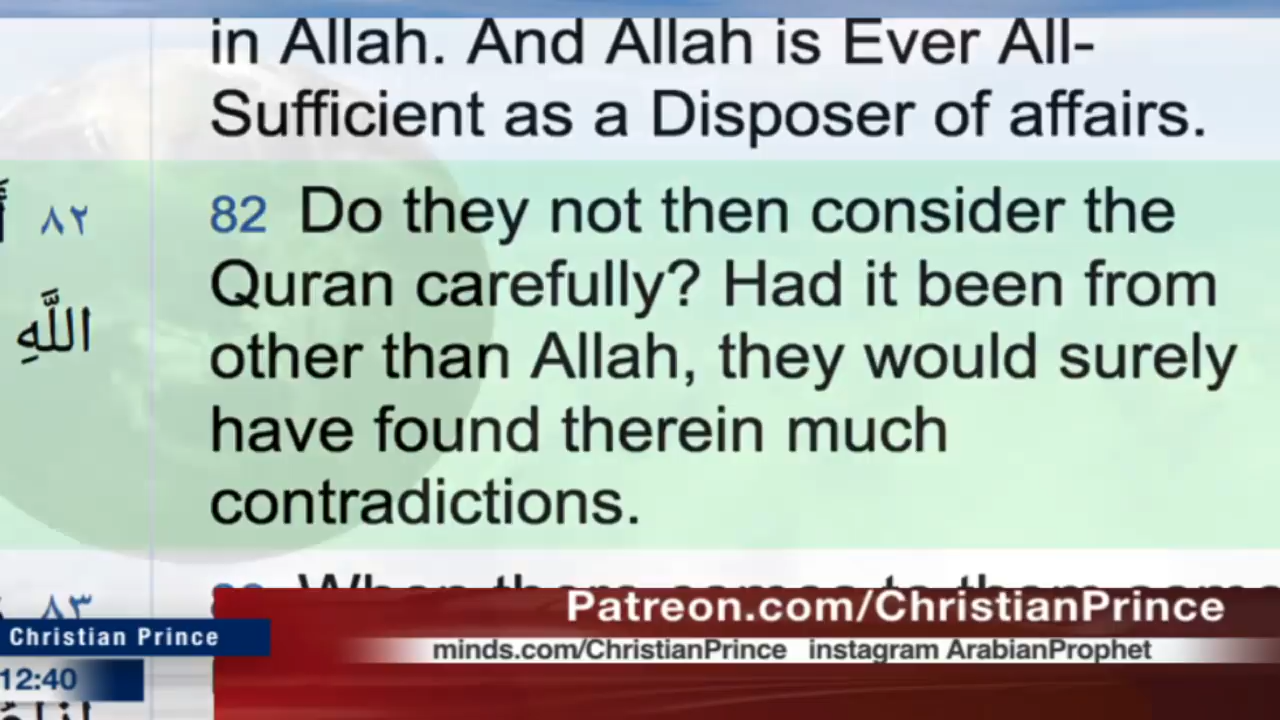 in Allah. And Allah is Ever All-
Sufficient as a Disposer of affairs.
٨٢
82 Do they not then consider the
Quran carefully? Had it been from
اللَّهِ
other than Allah, they would surely
have found therein much
contradictions.
٨٣
Patreon.com/ChristianPrince
Christian Prince
minds.com/ChristianPrince instagram ArabianProphet
12:40